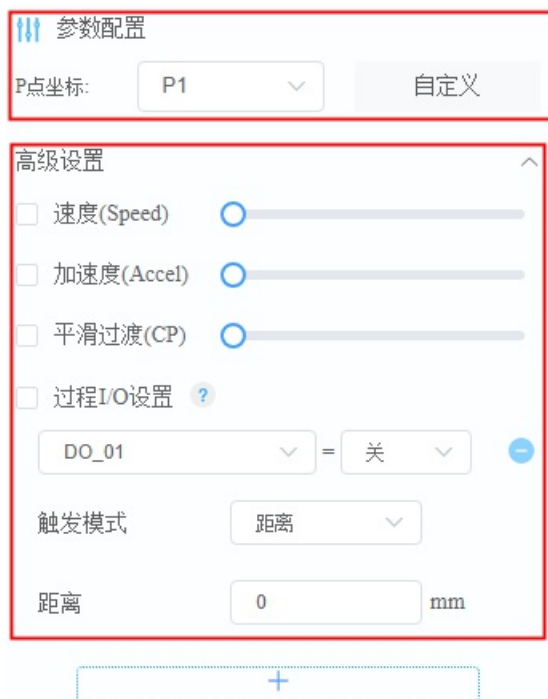 参数配置
P点坐标: P1 自定义
高级设置
速度(Speed)
加速度(Accel)
平滑过渡(CP)
过程I/O设置 ?
DO_01 = 关
触发模式 距离
距离 0 mm
+